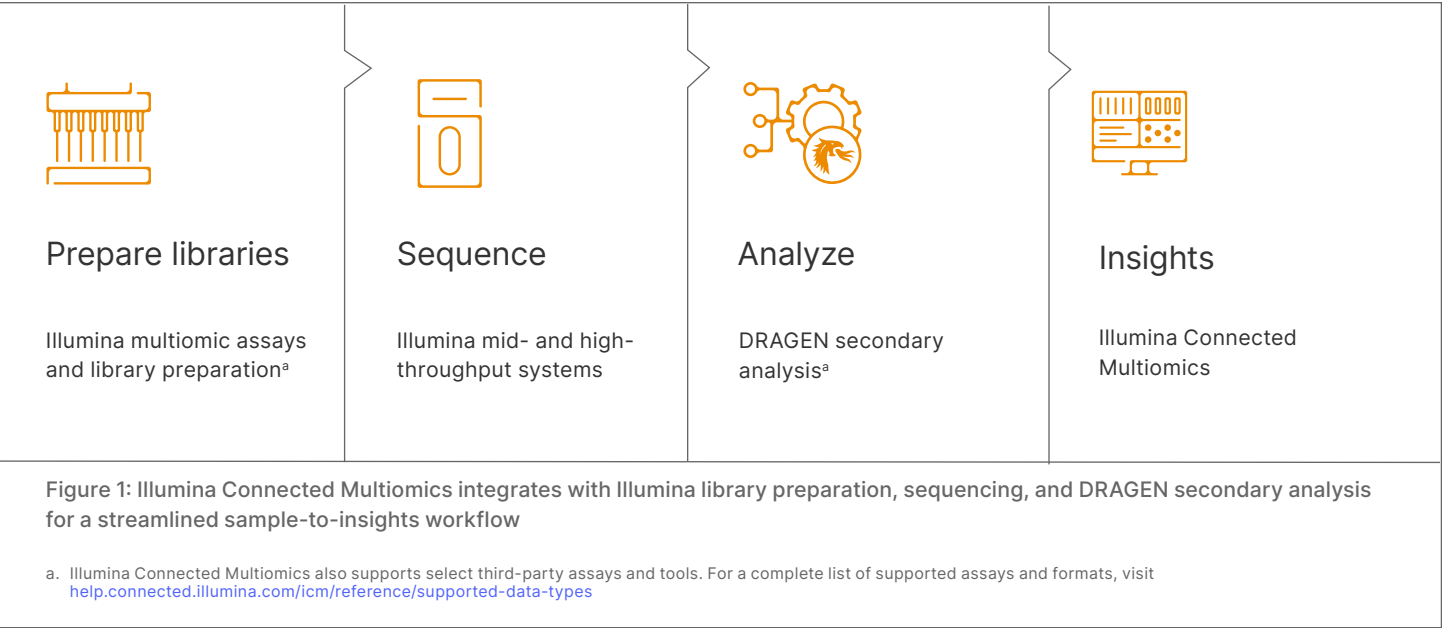 Prepare libraries
Illumina multiomic assays
and library preparationᵃ
Sequence
Illumina mid- and high-
throughput systems
Analyze
DRAGEN secondary
analysisᵃ
Insights
Illumina Connected
Multiomics
Figure 1: Illumina Connected Multiomics integrates with Illumina library preparation, sequencing, and DRAGEN secondary analysis
for a streamlined sample-to-insights workflow
a. Illumina Connected Multiomics also supports select third-party assays and tools. For a complete list of supported assays and formats, visit
help.connected.illumina.com/icm/reference/supported-data-types